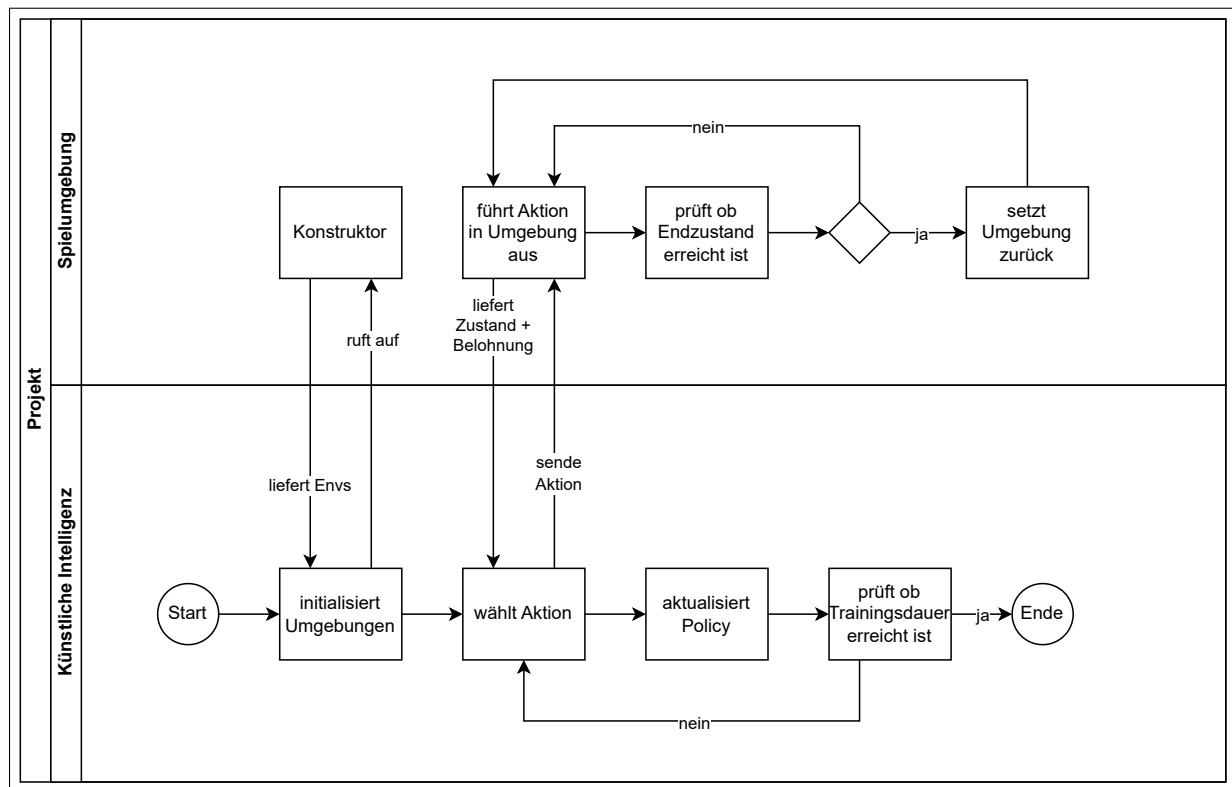 Projekt
Spielumgebung
nein
Konstruktor
führt Aktion
in Umgebung
aus
prüft ob
Endzustand
erreicht ist
ja
setzt
Umgebung
zurück
liefert
Zustand +
Belohnung
ruft auf
Künstliche Intelligenz
liefert Envs
sende
Aktion
Start
initialisiert
Umgebungen
wählt Aktion
aktualisiert
Policy
prüft ob
Trainingsdauer
erreicht ist
ja
Ende
nein